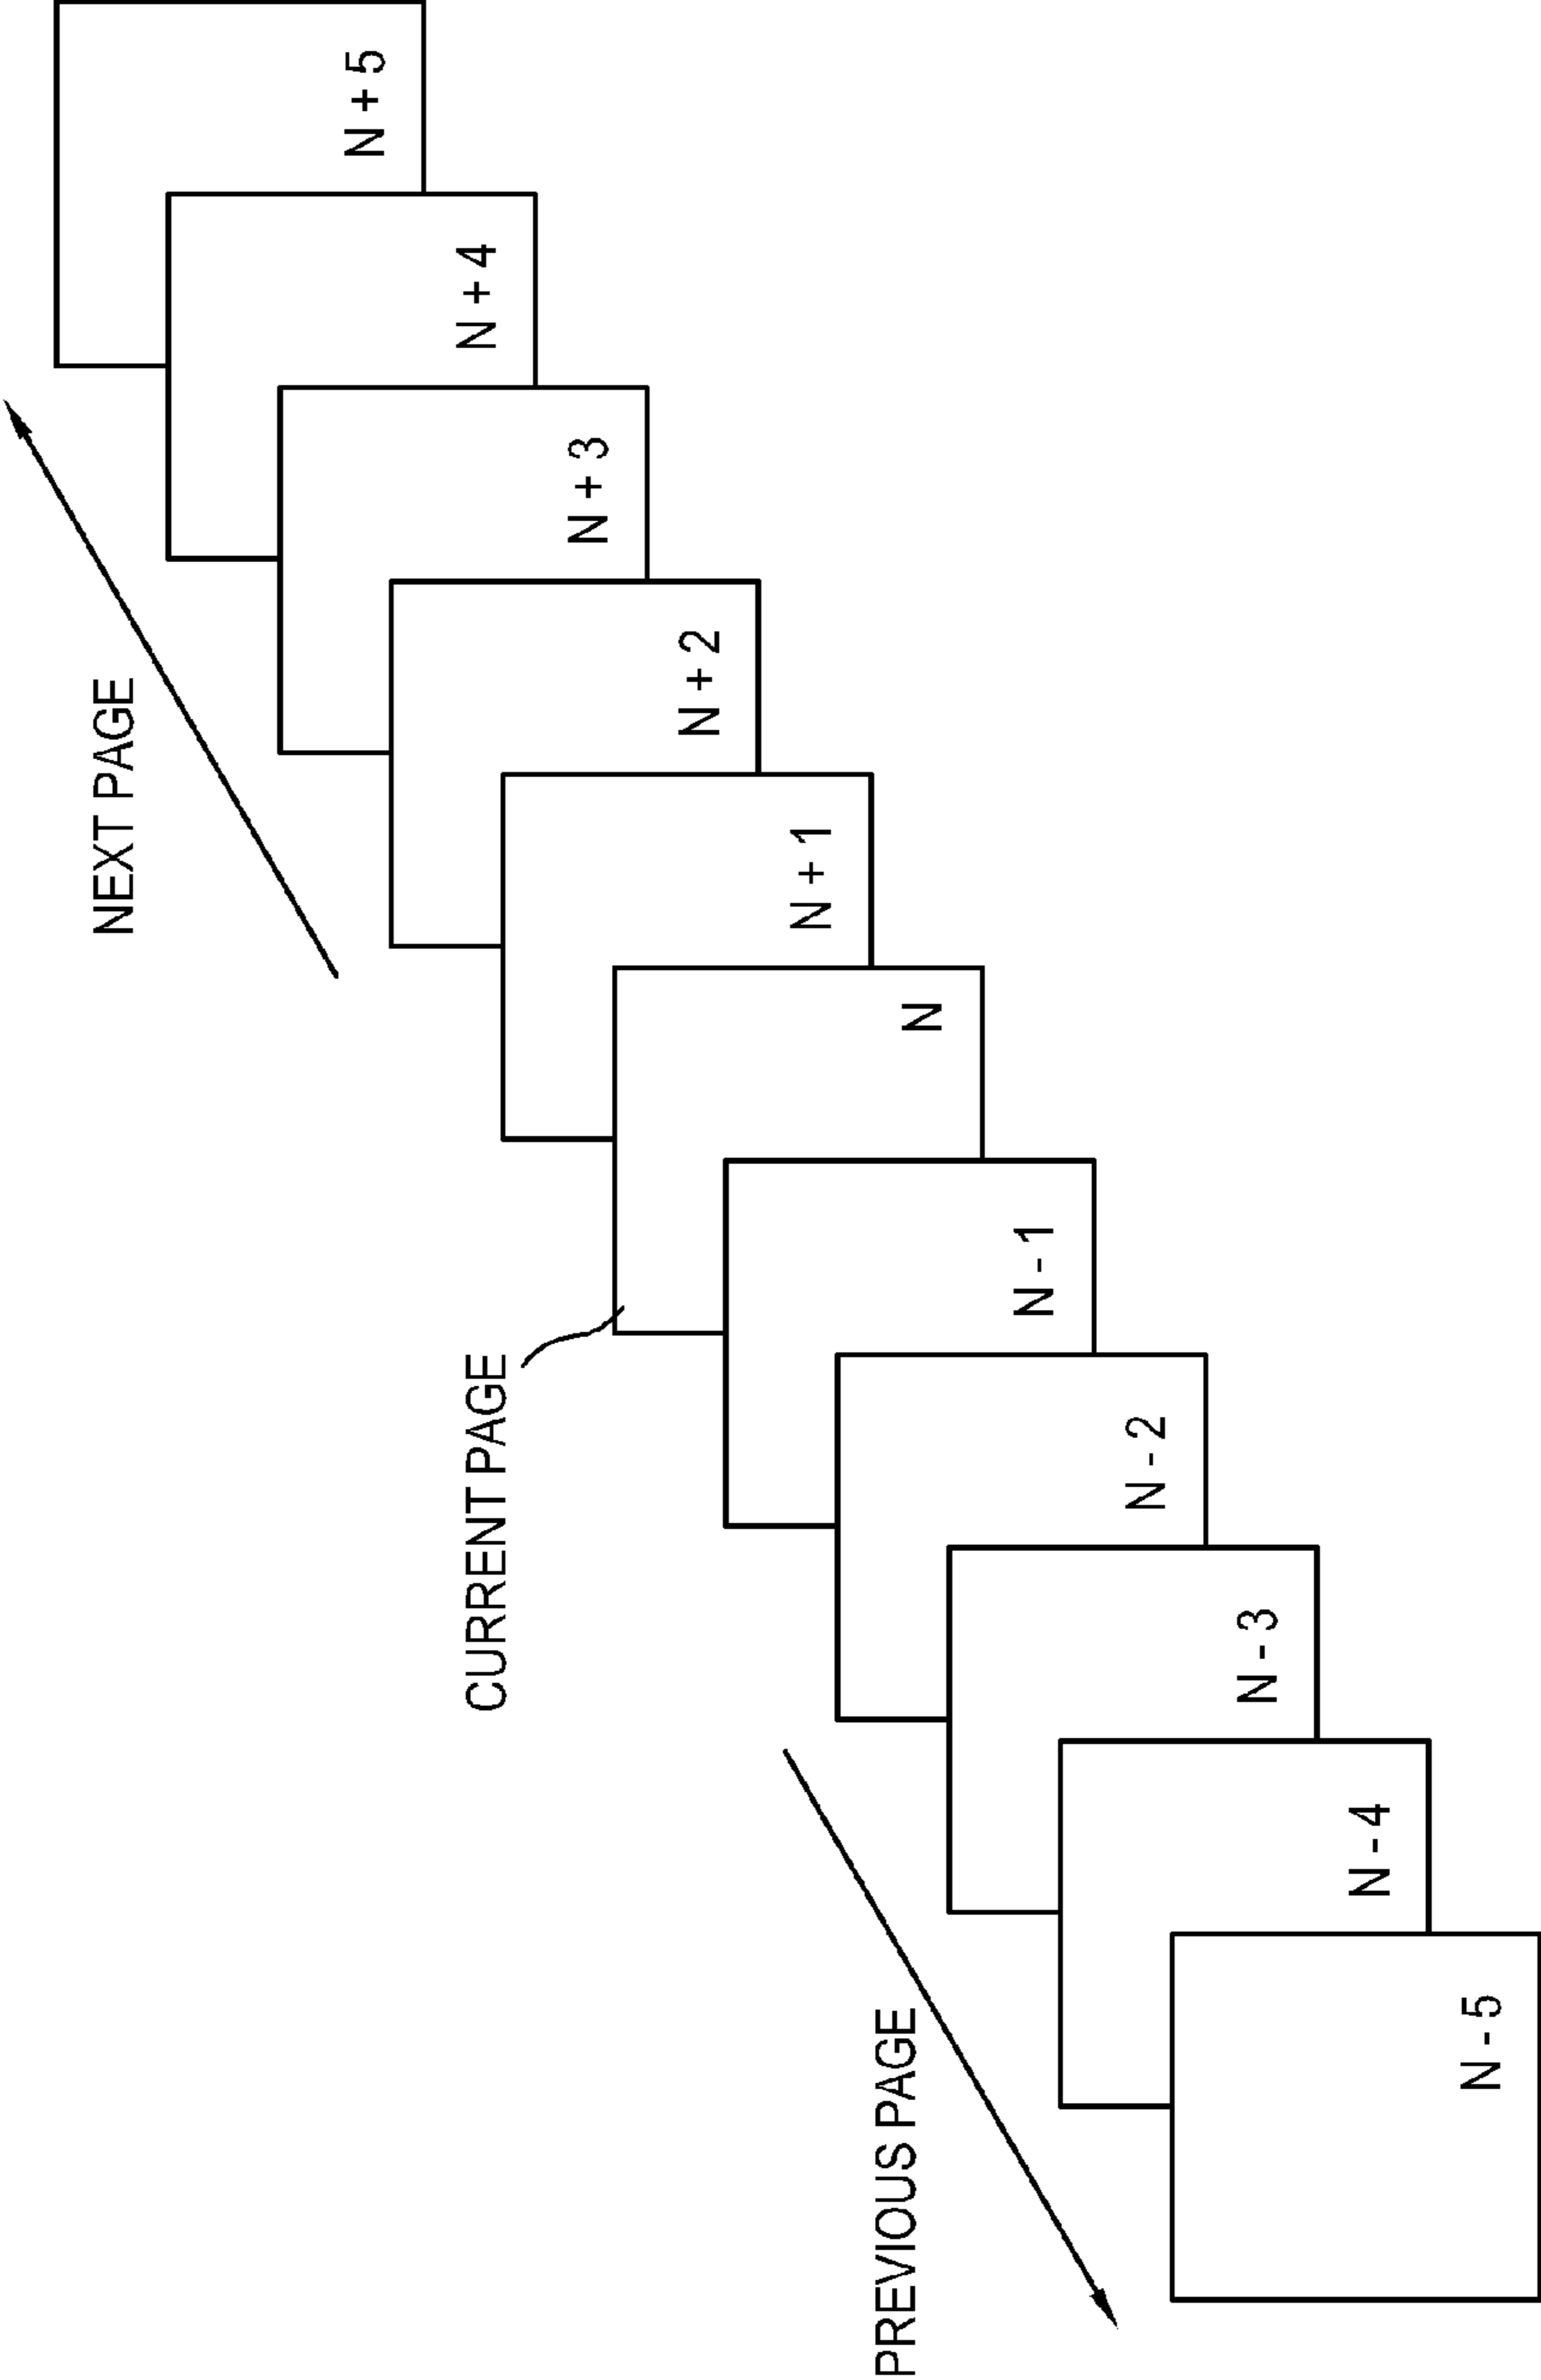 NEXT PAGE
CURRENT PAGE
PREVIOUS PAGE
N + 5
N + 4
N + 3
N + 2
N + 1
N
N - 1
N - 2
N - 3
N - 4
N - 5